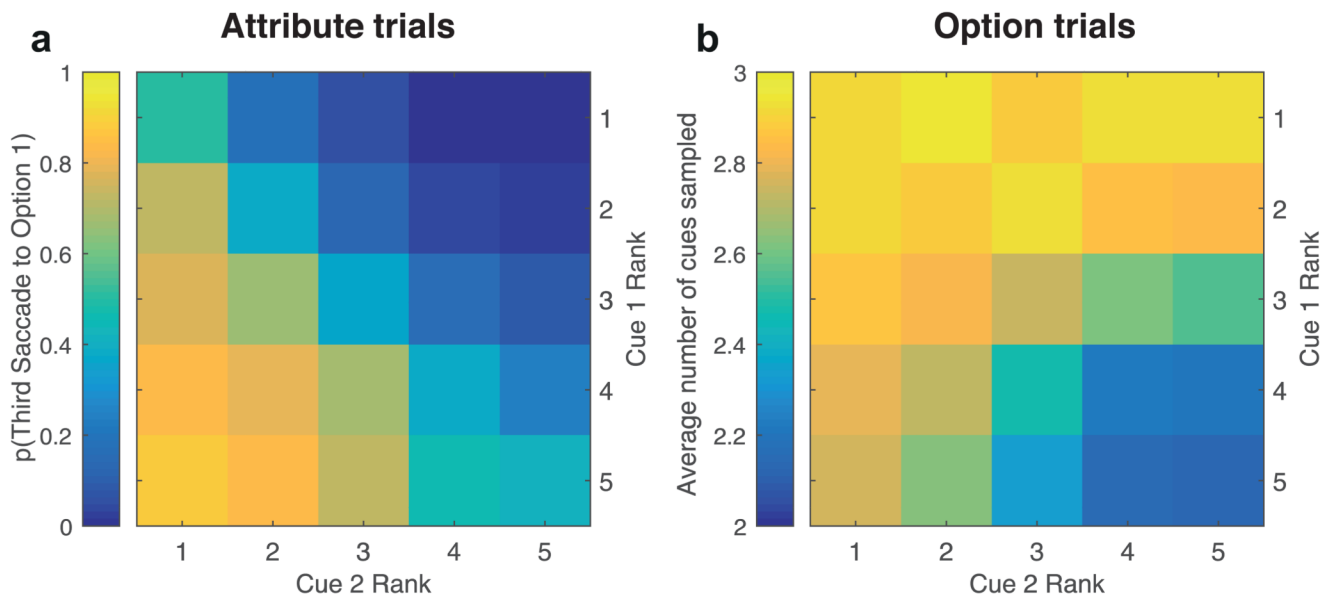 a
Attribute trials
p(Third Saccade to Option 1)
1
0.8
0.6
0.4
0.2
0
1
2
3
4
5
Cue 1 Rank
1 2 3 4 5
Cue 2 Rank
b
Option trials
Average number of cues sampled
3
2.8
2.6
2.4
2.2
2
1
2
3
4
5
Cue 1 Rank
1 2 3 4 5
Cue 2 Rank